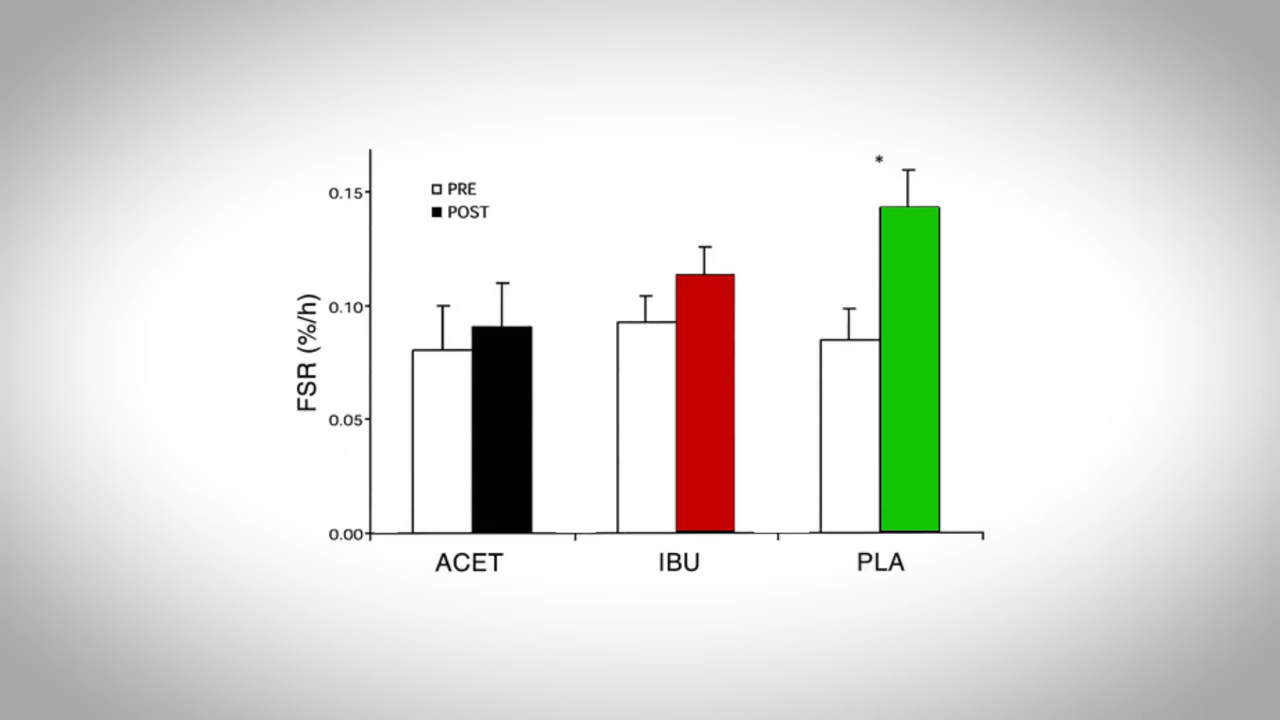 *
0.15
PRE
POST
0.10
FSR (%/h)
0.05
0.00
ACET IBU PLA